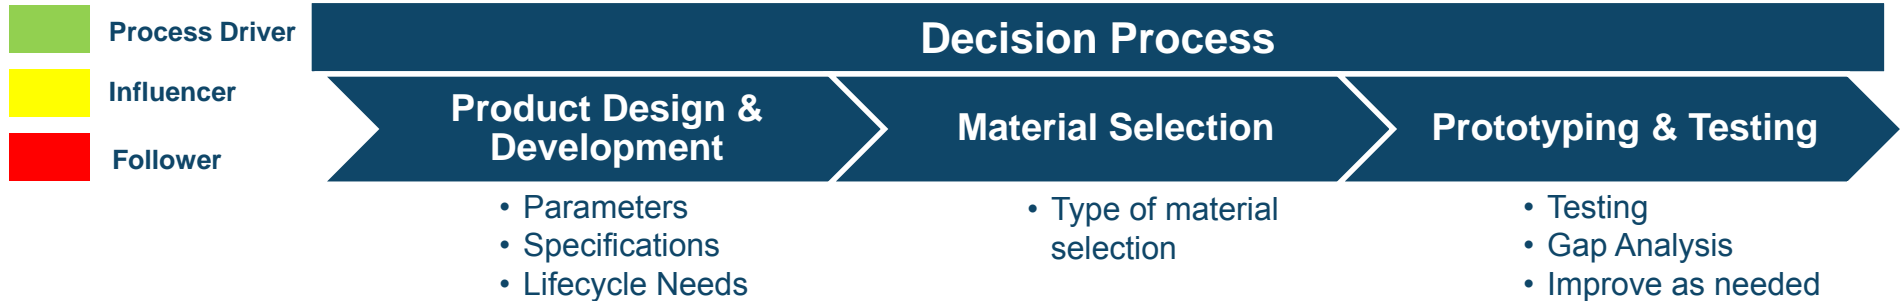 Process Driver
Influencer
Follower
Decision Process
Product Design &
Development
Material Selection
Prototyping & Testing
• Parameters
• Specifications
• Lifecycle Needs
• Type of material
selection
• Testing
• Gap Analysis
• Improve as needed